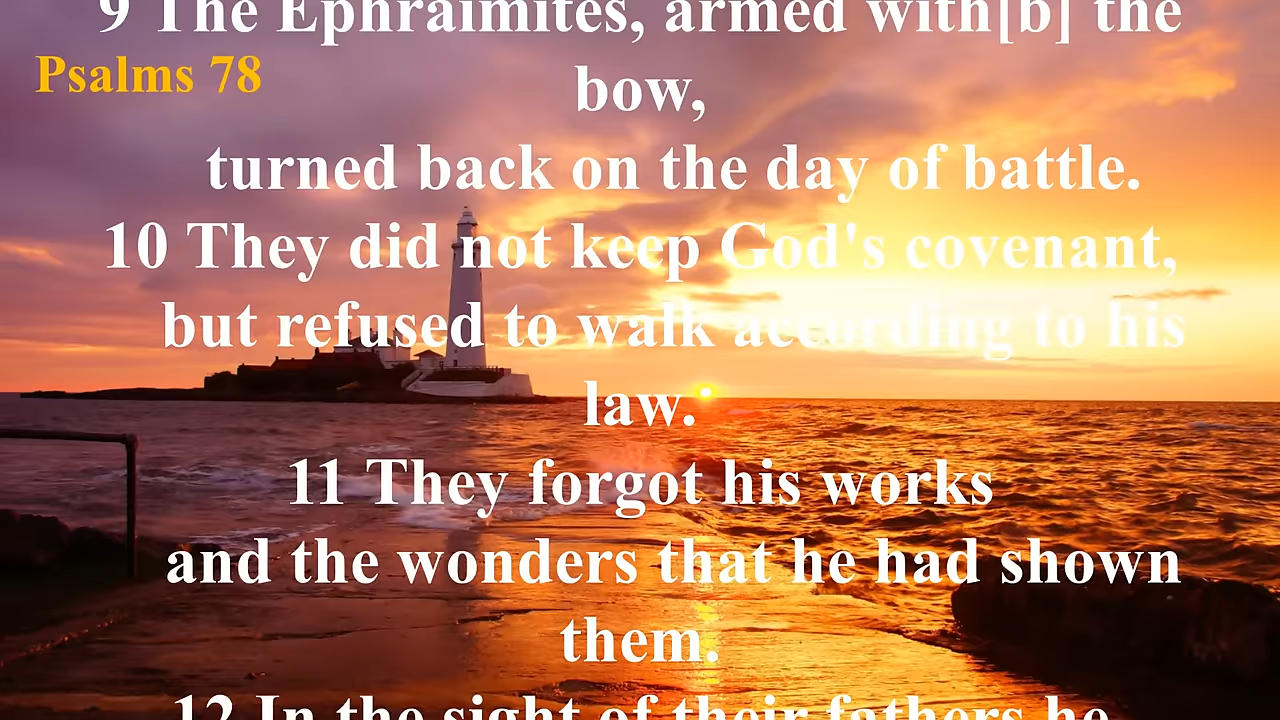 9 The Ephraimites, armed with[b] the
Psalms 78
bow,
turned back on the day of battle.
10 They did not keep God's covenant,
but refused to walk according to his
law.
11 They forgot his works
and the wonders that he had shown
them.
12 In the sight of their fathers he